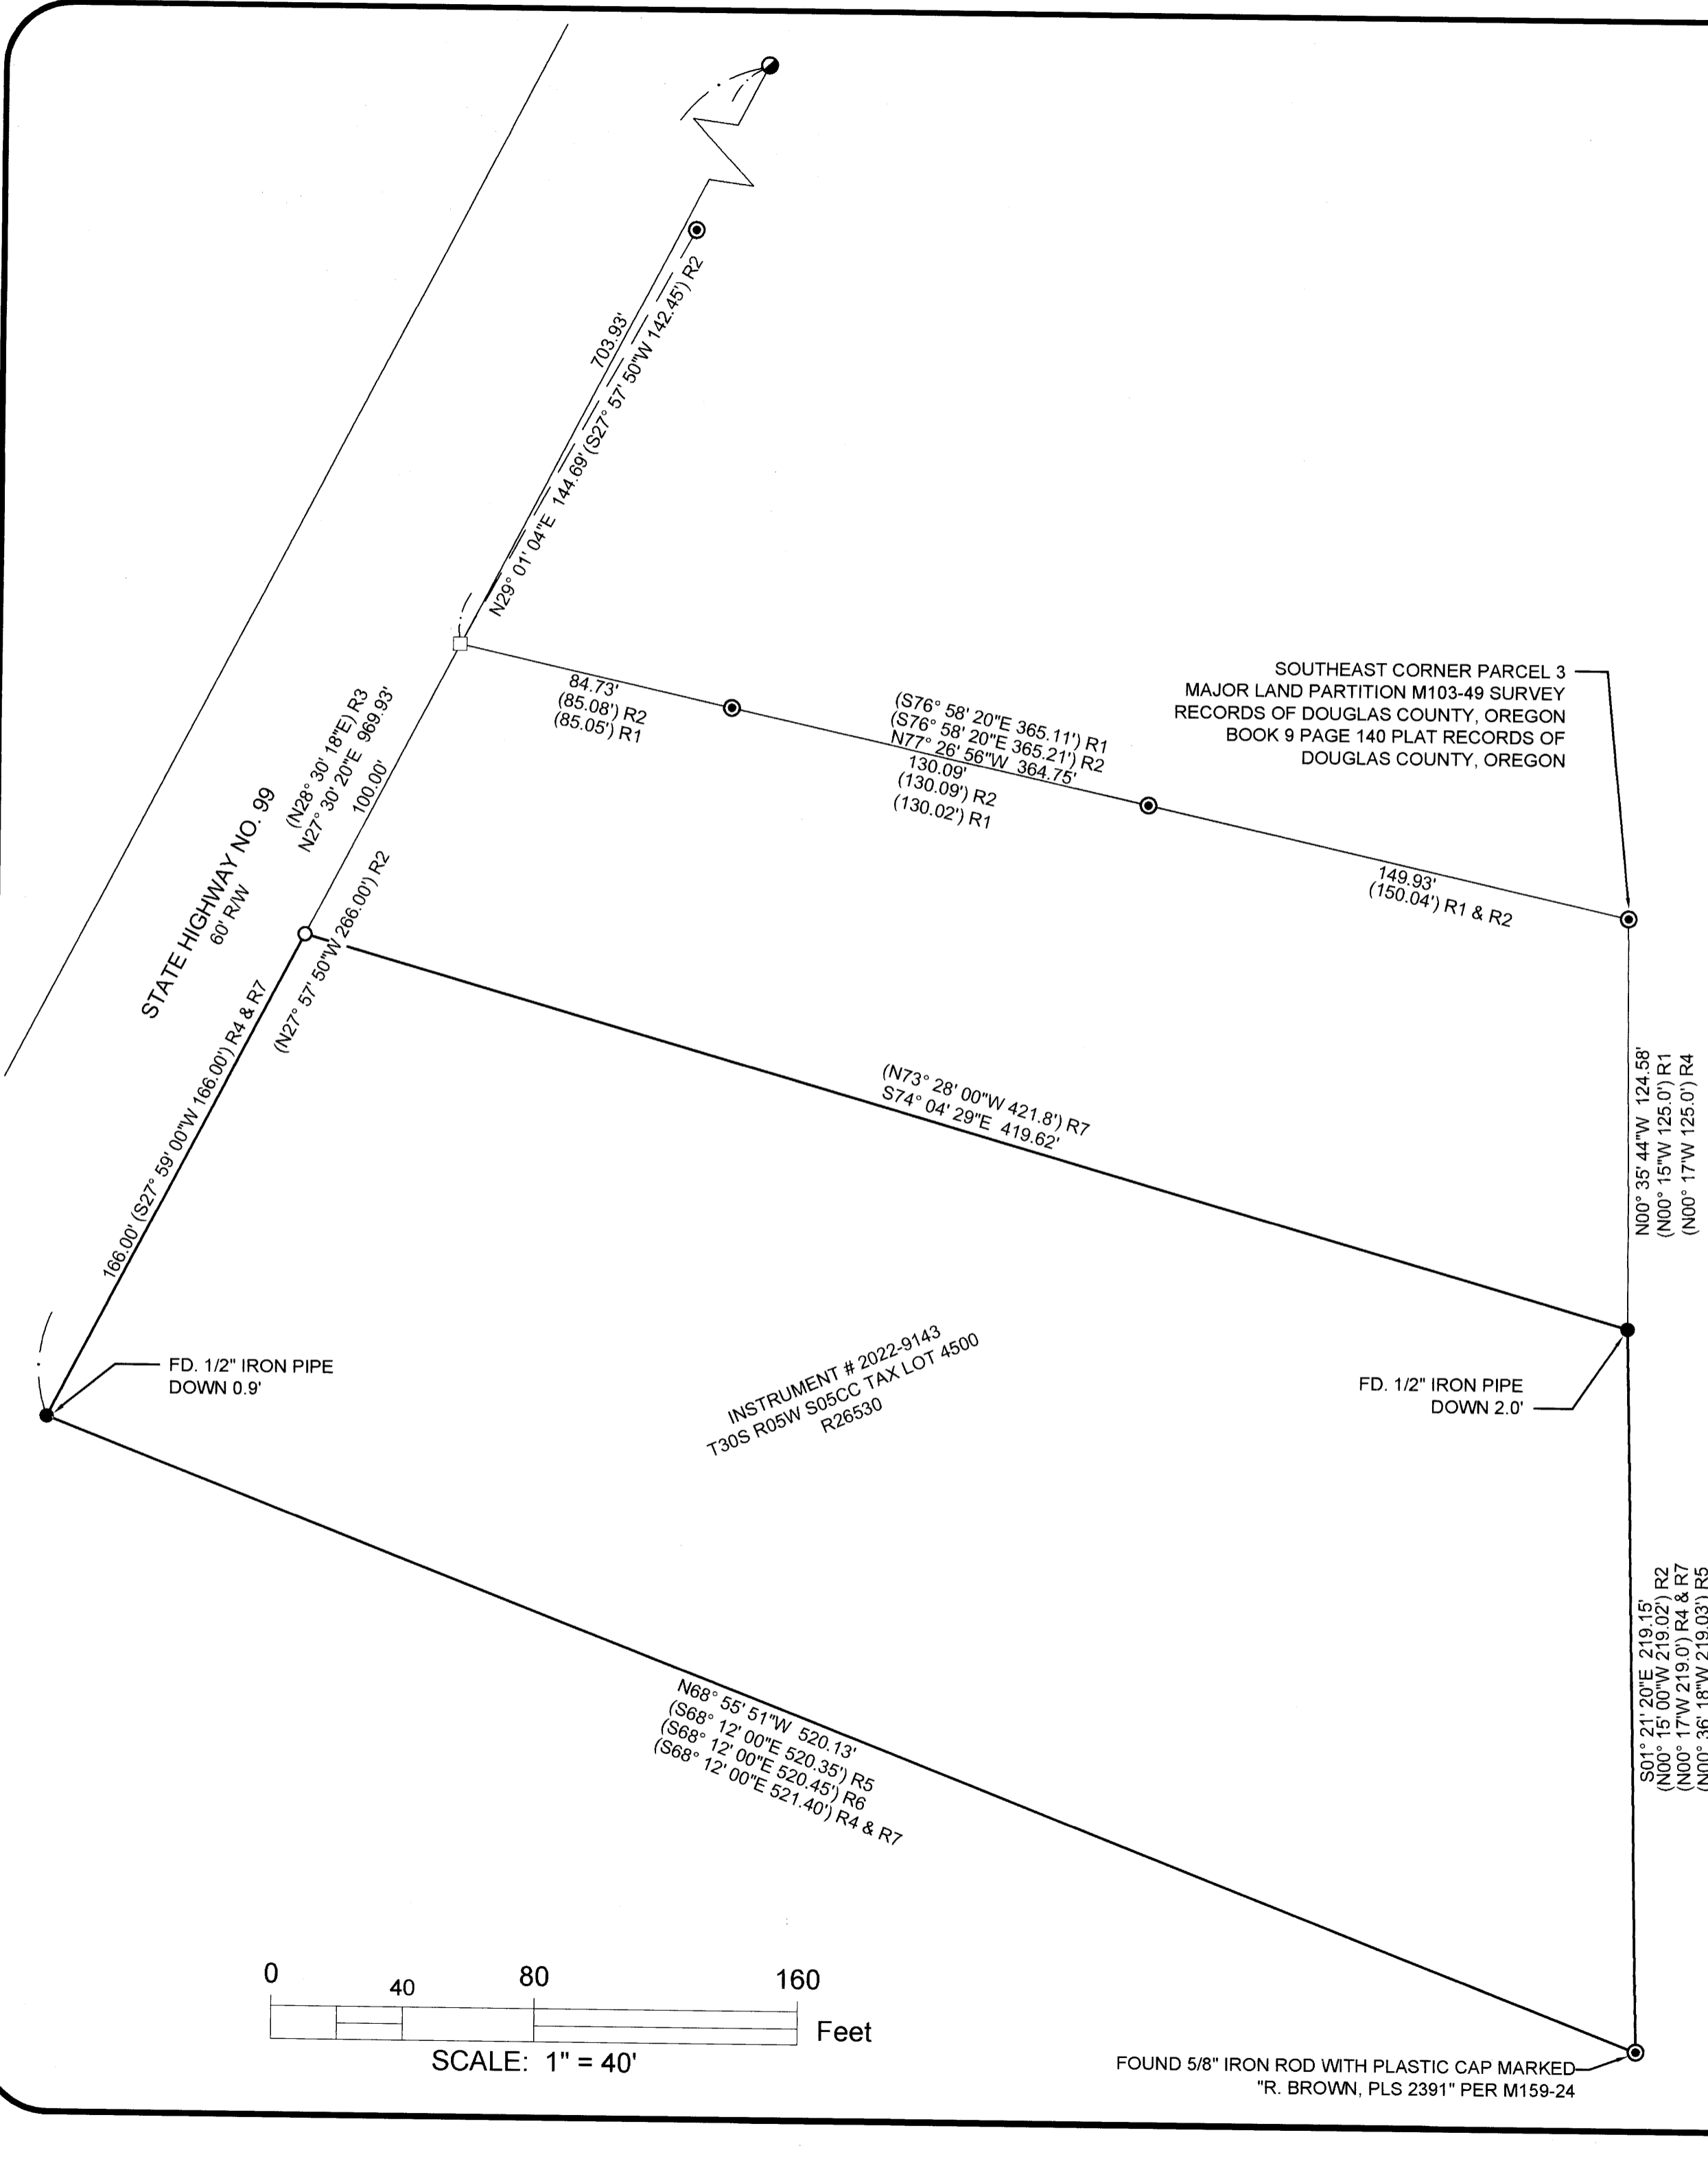 703.93'
N29° 01' 04"E  144.69' (S27° 57' 50"W 142.45') R2
84.73'
(85.08') R2
(85.05') R1
(S76° 58' 20"E 365.11') R1
(S76° 58' 20"E 365.21') R2
N77° 26' 56"W  364.75'
130.09'
(130.09') R2
(130.02') R1
SOUTHEAST CORNER PARCEL 3
MAJOR LAND PARTITION M103-49 SURVEY
RECORDS OF DOUGLAS COUNTY, OREGON
BOOK 9 PAGE 140 PLAT RECORDS OF
DOUGLAS COUNTY, OREGON
149.93'
(150.04') R1 & R2
(N28° 30' 18"E) R3
N27° 30' 20"E  969.93'
100.00'
STATE HIGHWAY NO. 99
60' R/W
(N27° 57' 50"W 266.00') R2
166.00' (S27° 59' 00"W 166.00') R4 & R7
(N73° 28' 00"W 421.8') R7
S74° 04' 29"E  419.62'
N00° 35' 44"W  124.58'
(N00° 15"W 125.0') R1
(N00° 17'W 125.0') R4
FD. 1/2" IRON PIPE
DOWN 0.9'
INSTRUMENT # 2022-9143
T30S R05W S05CC TAX LOT 4500
R26530
FD. 1/2" IRON PIPE
DOWN 2.0'
S01° 21' 20"E  219.15'
(N00° 15' 00"W 219.02') R2
(N00° 17'W 219.0') R4 & R7
(N00° 36' 18"W 219.03') R5
N68° 55' 51"W  520.13'
(S68° 12' 00"E 520.35') R5
(S68° 12' 00"E 520.45') R6
(S68° 12' 00"E 521.40') R4 & R7
0 40 80 160
Feet
SCALE:  1" = 40'
FOUND 5/8" IRON ROD WITH PLASTIC CAP MARKED
"R. BROWN, PLS 2391" PER M159-24